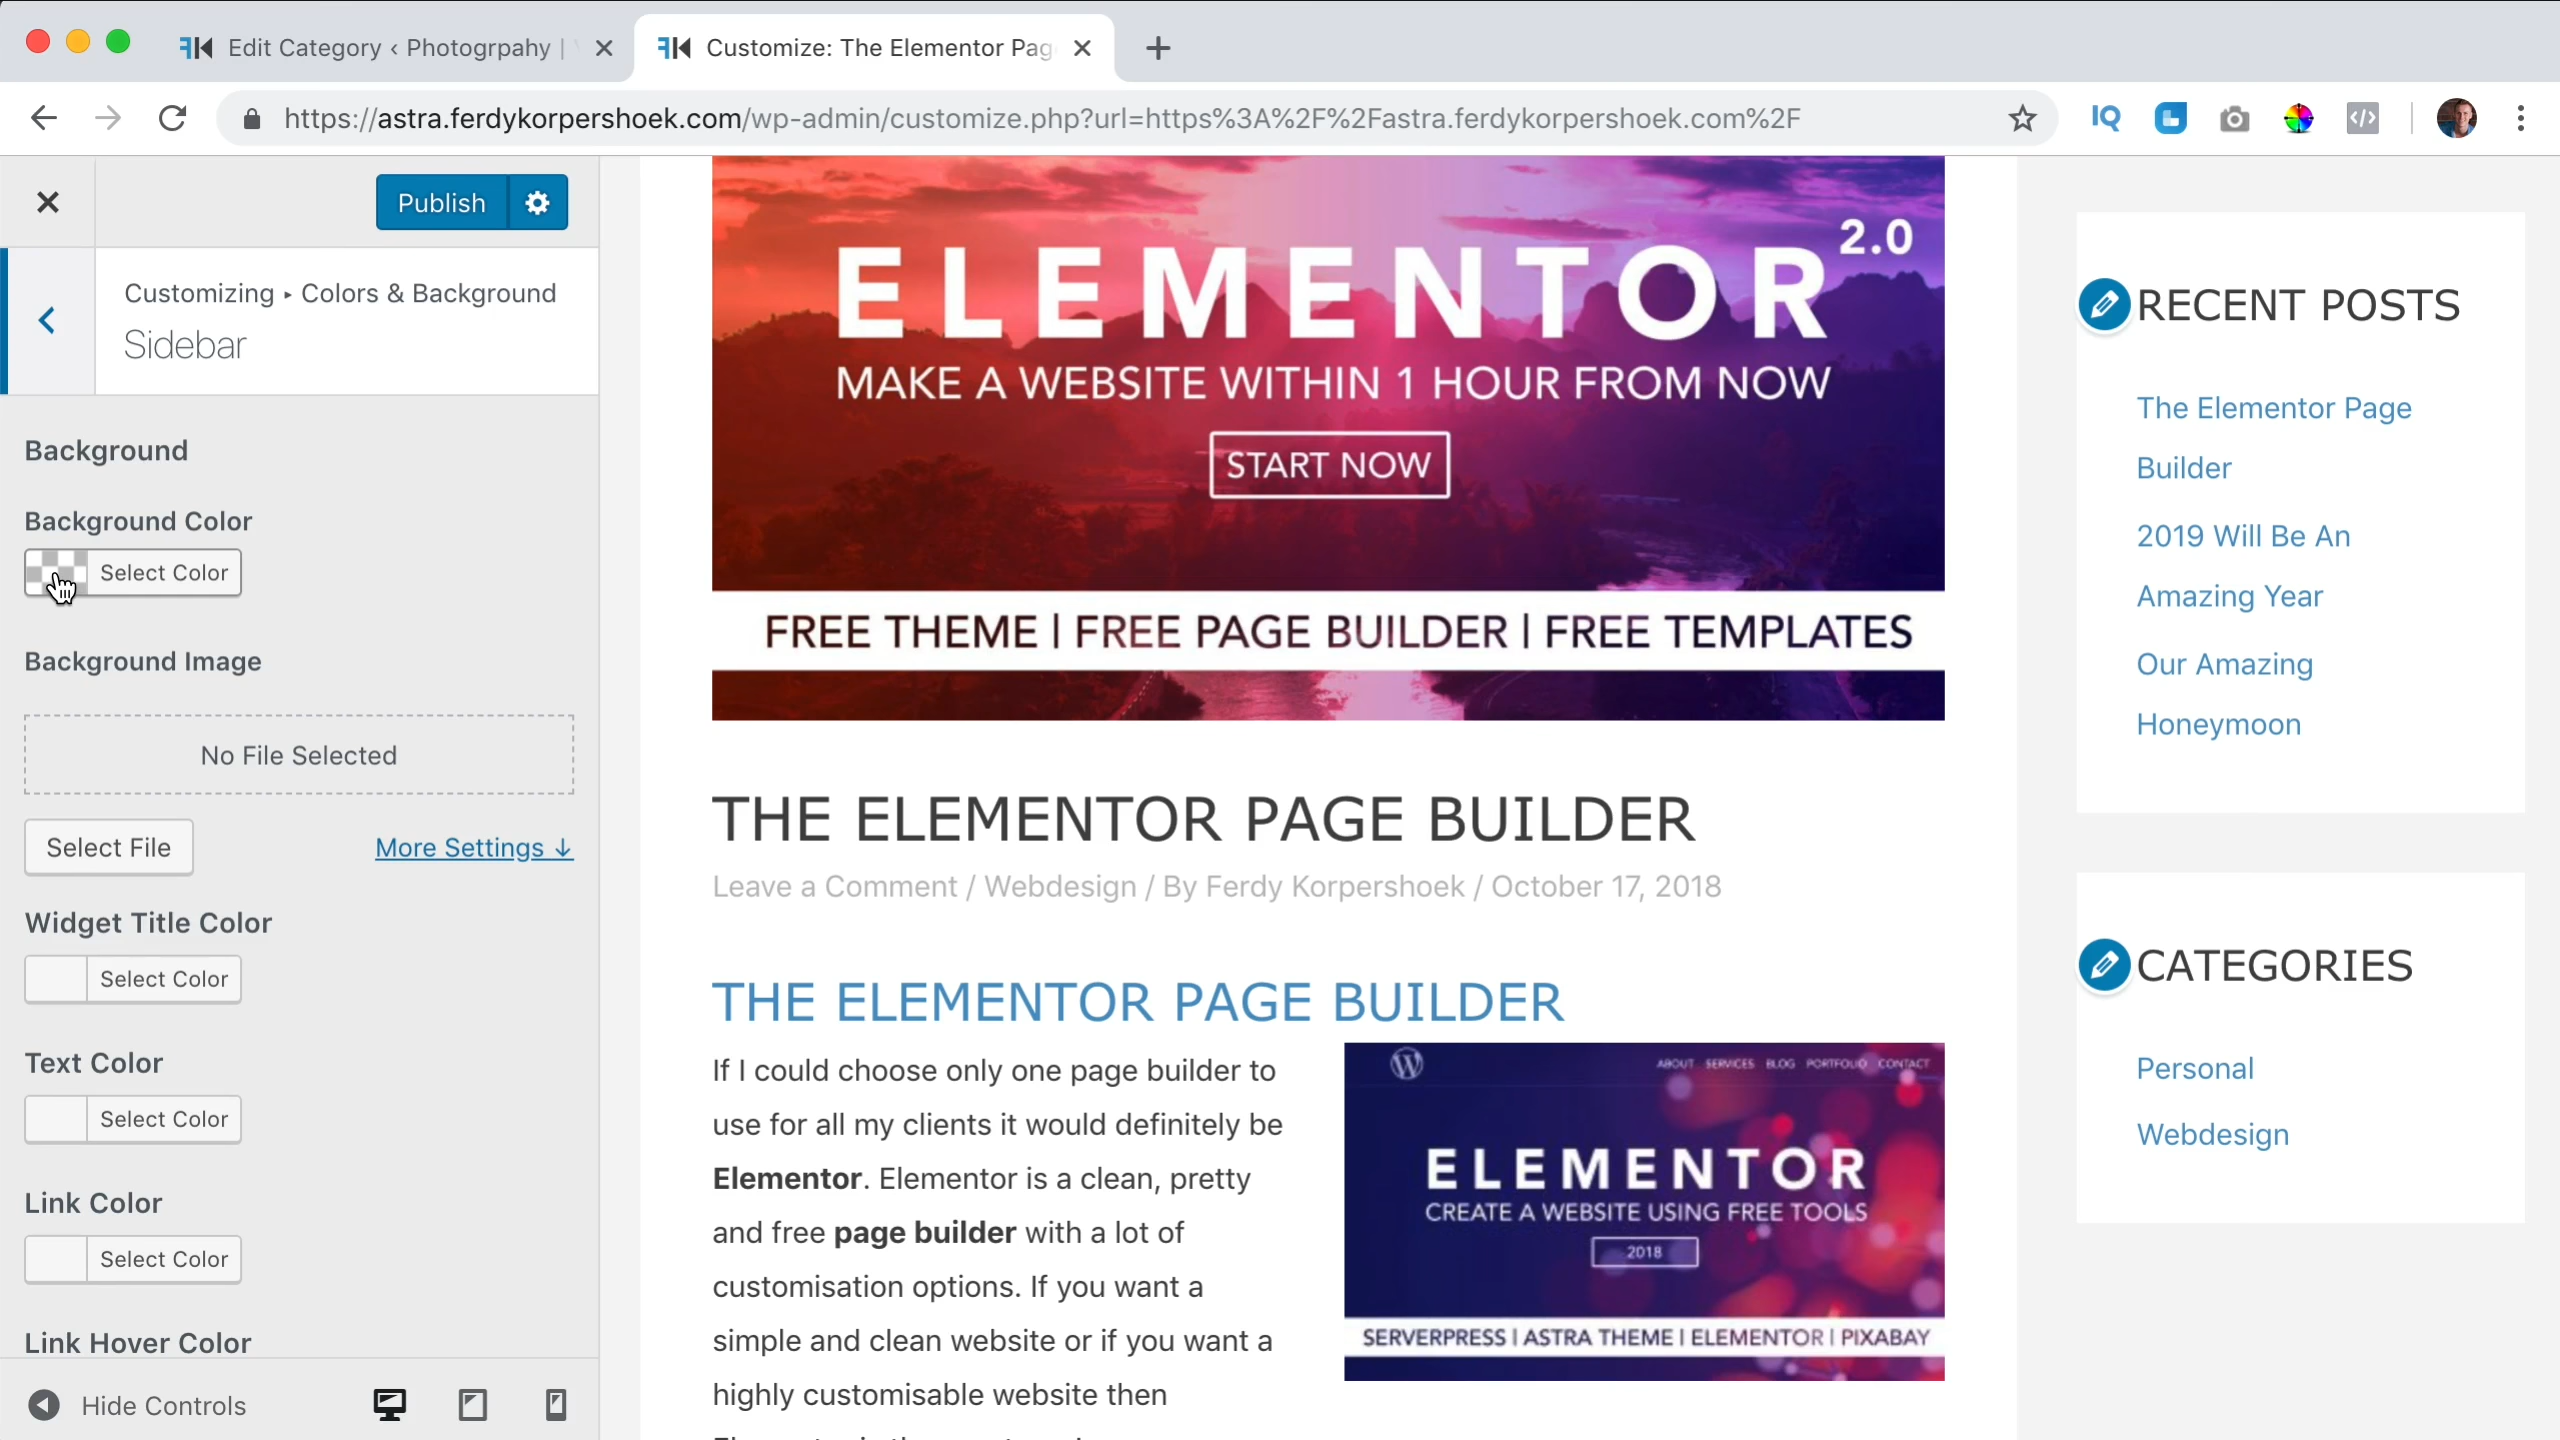 Edit Category ‹ Photogrpahy |
Customize: The Elementor Pag
https://astra.ferdykorpershoek.com/wp-admin/customize.php?url=https%3A%2F%2Fastra.ferdykorpershoek.com%2F
IQ
Publish
Customizing ▸ Colors & Background
Sidebar
Background
Background Color
Select Color
Background Image
No File Selected
Select File
More Settings ↓
Widget Title Color
Select Color
Text Color
Select Color
Link Color
Select Color
Link Hover Color
Hide Controls
ELEMENTOR 2.0
MAKE A WEBSITE WITHIN 1 HOUR FROM NOW
START NOW
FREE THEME | FREE PAGE BUILDER | FREE TEMPLATES
THE ELEMENTOR PAGE BUILDER
Leave a Comment / Webdesign / By Ferdy Korpershoek / October 17, 2018
THE ELEMENTOR PAGE BUILDER
If I could choose only one page builder to
use for all my clients it would definitely be
Elementor. Elementor is a clean, pretty
and free page builder with a lot of
customisation options. If you want a
simple and clean website or if you want a
highly customisable website then
ABOUT SERVICES BLOG PORTFOLIO CONTACT
ELEMENTOR
CREATE A WEBSITE USING FREE TOOLS
2018
SERVERPRESS | ASTRA THEME | ELEMENTOR | PIXABAY
RECENT POSTS
The Elementor Page
Builder
2019 Will Be An
Amazing Year
Our Amazing
Honeymoon
CATEGORIES
Personal
Webdesign